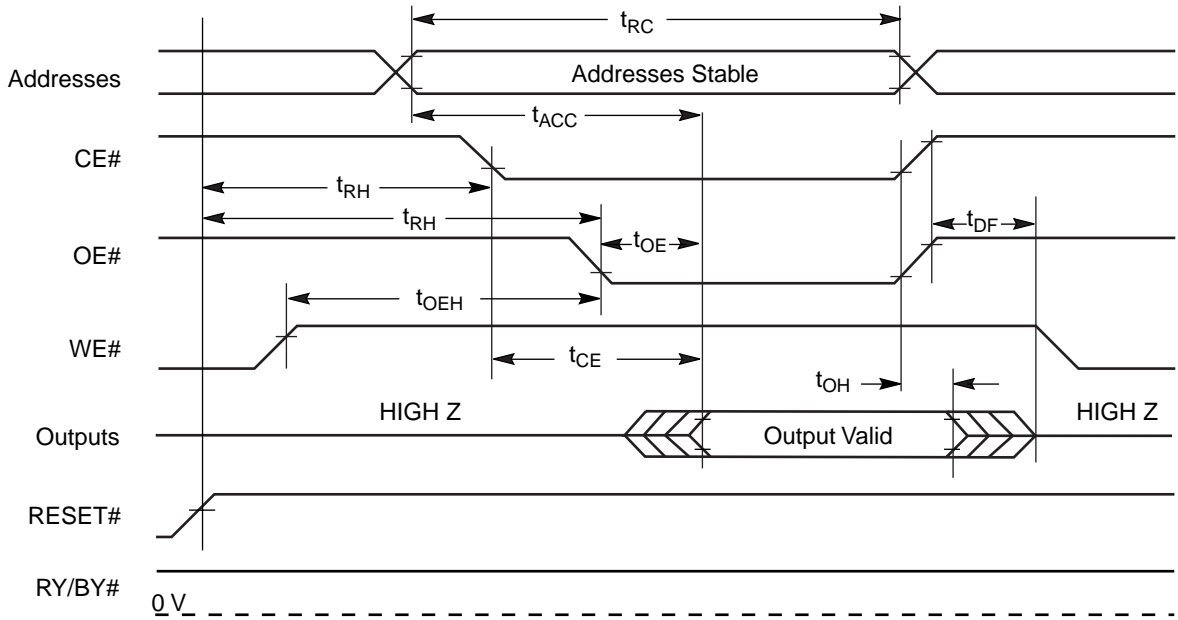 tRC
Addresses
Addresses Stable
tACC
CE#
tRH
tRH
tOE
tDF
OE#
tOEH
WE#
tCE
tOH
HIGH Z
HIGH Z
Outputs
Output Valid
RESET#
RY/BY#
0 V